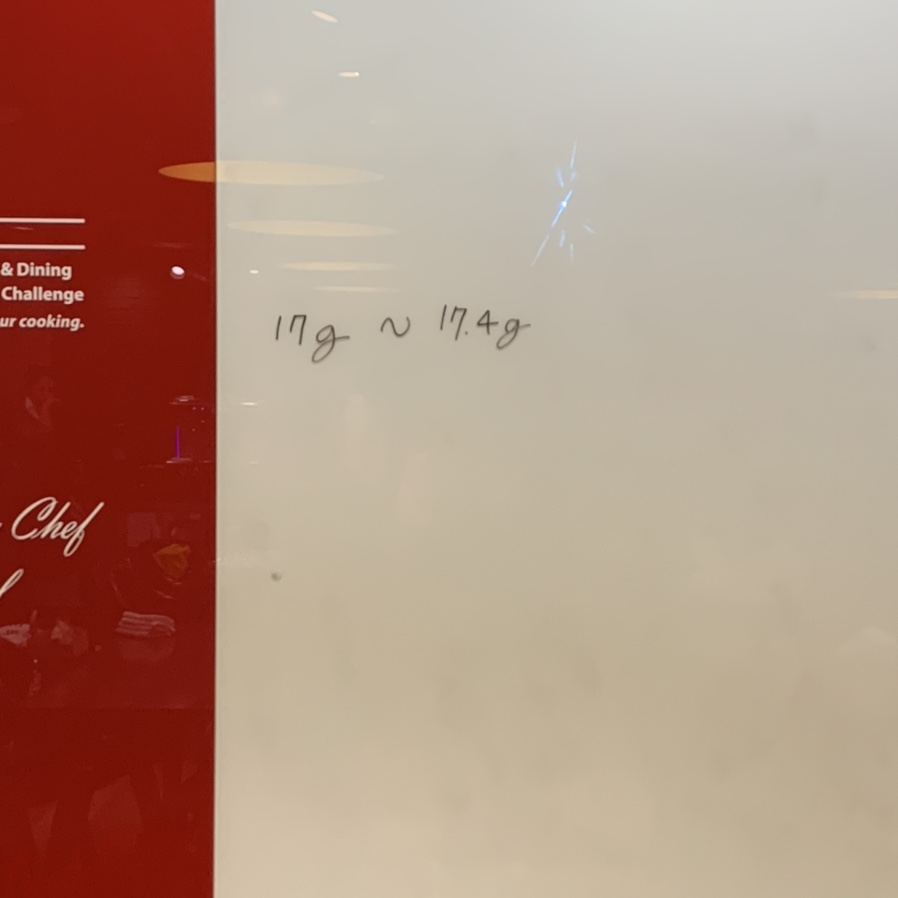 & Dining
Challenge
ur cooking.
17g ~ 17.4g
Chef